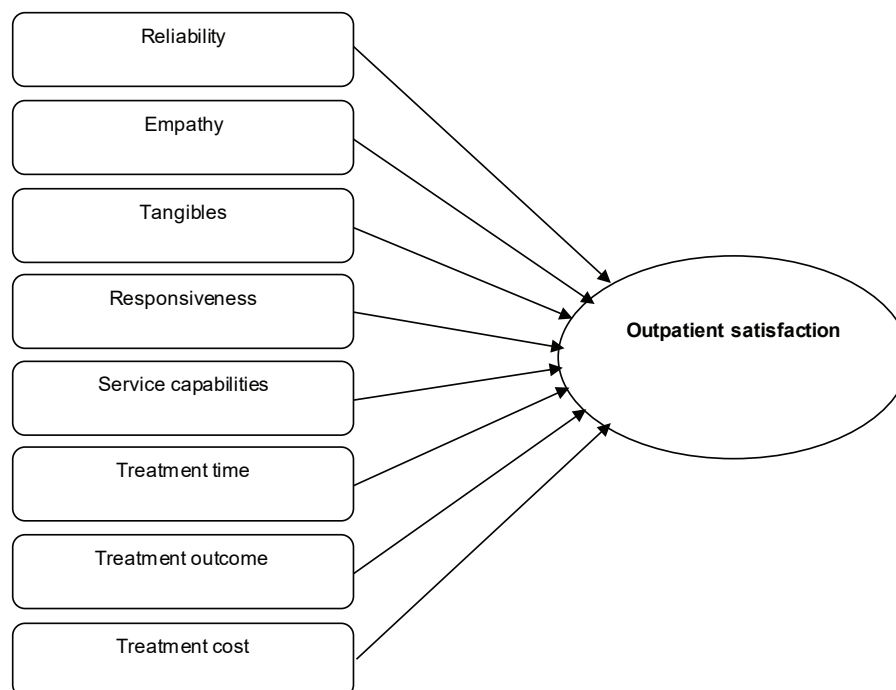 Reliability
Empathy
Tangibles
Responsiveness
Service capabilities
Treatment time
Treatment outcome
Treatment cost
Outpatient satisfaction